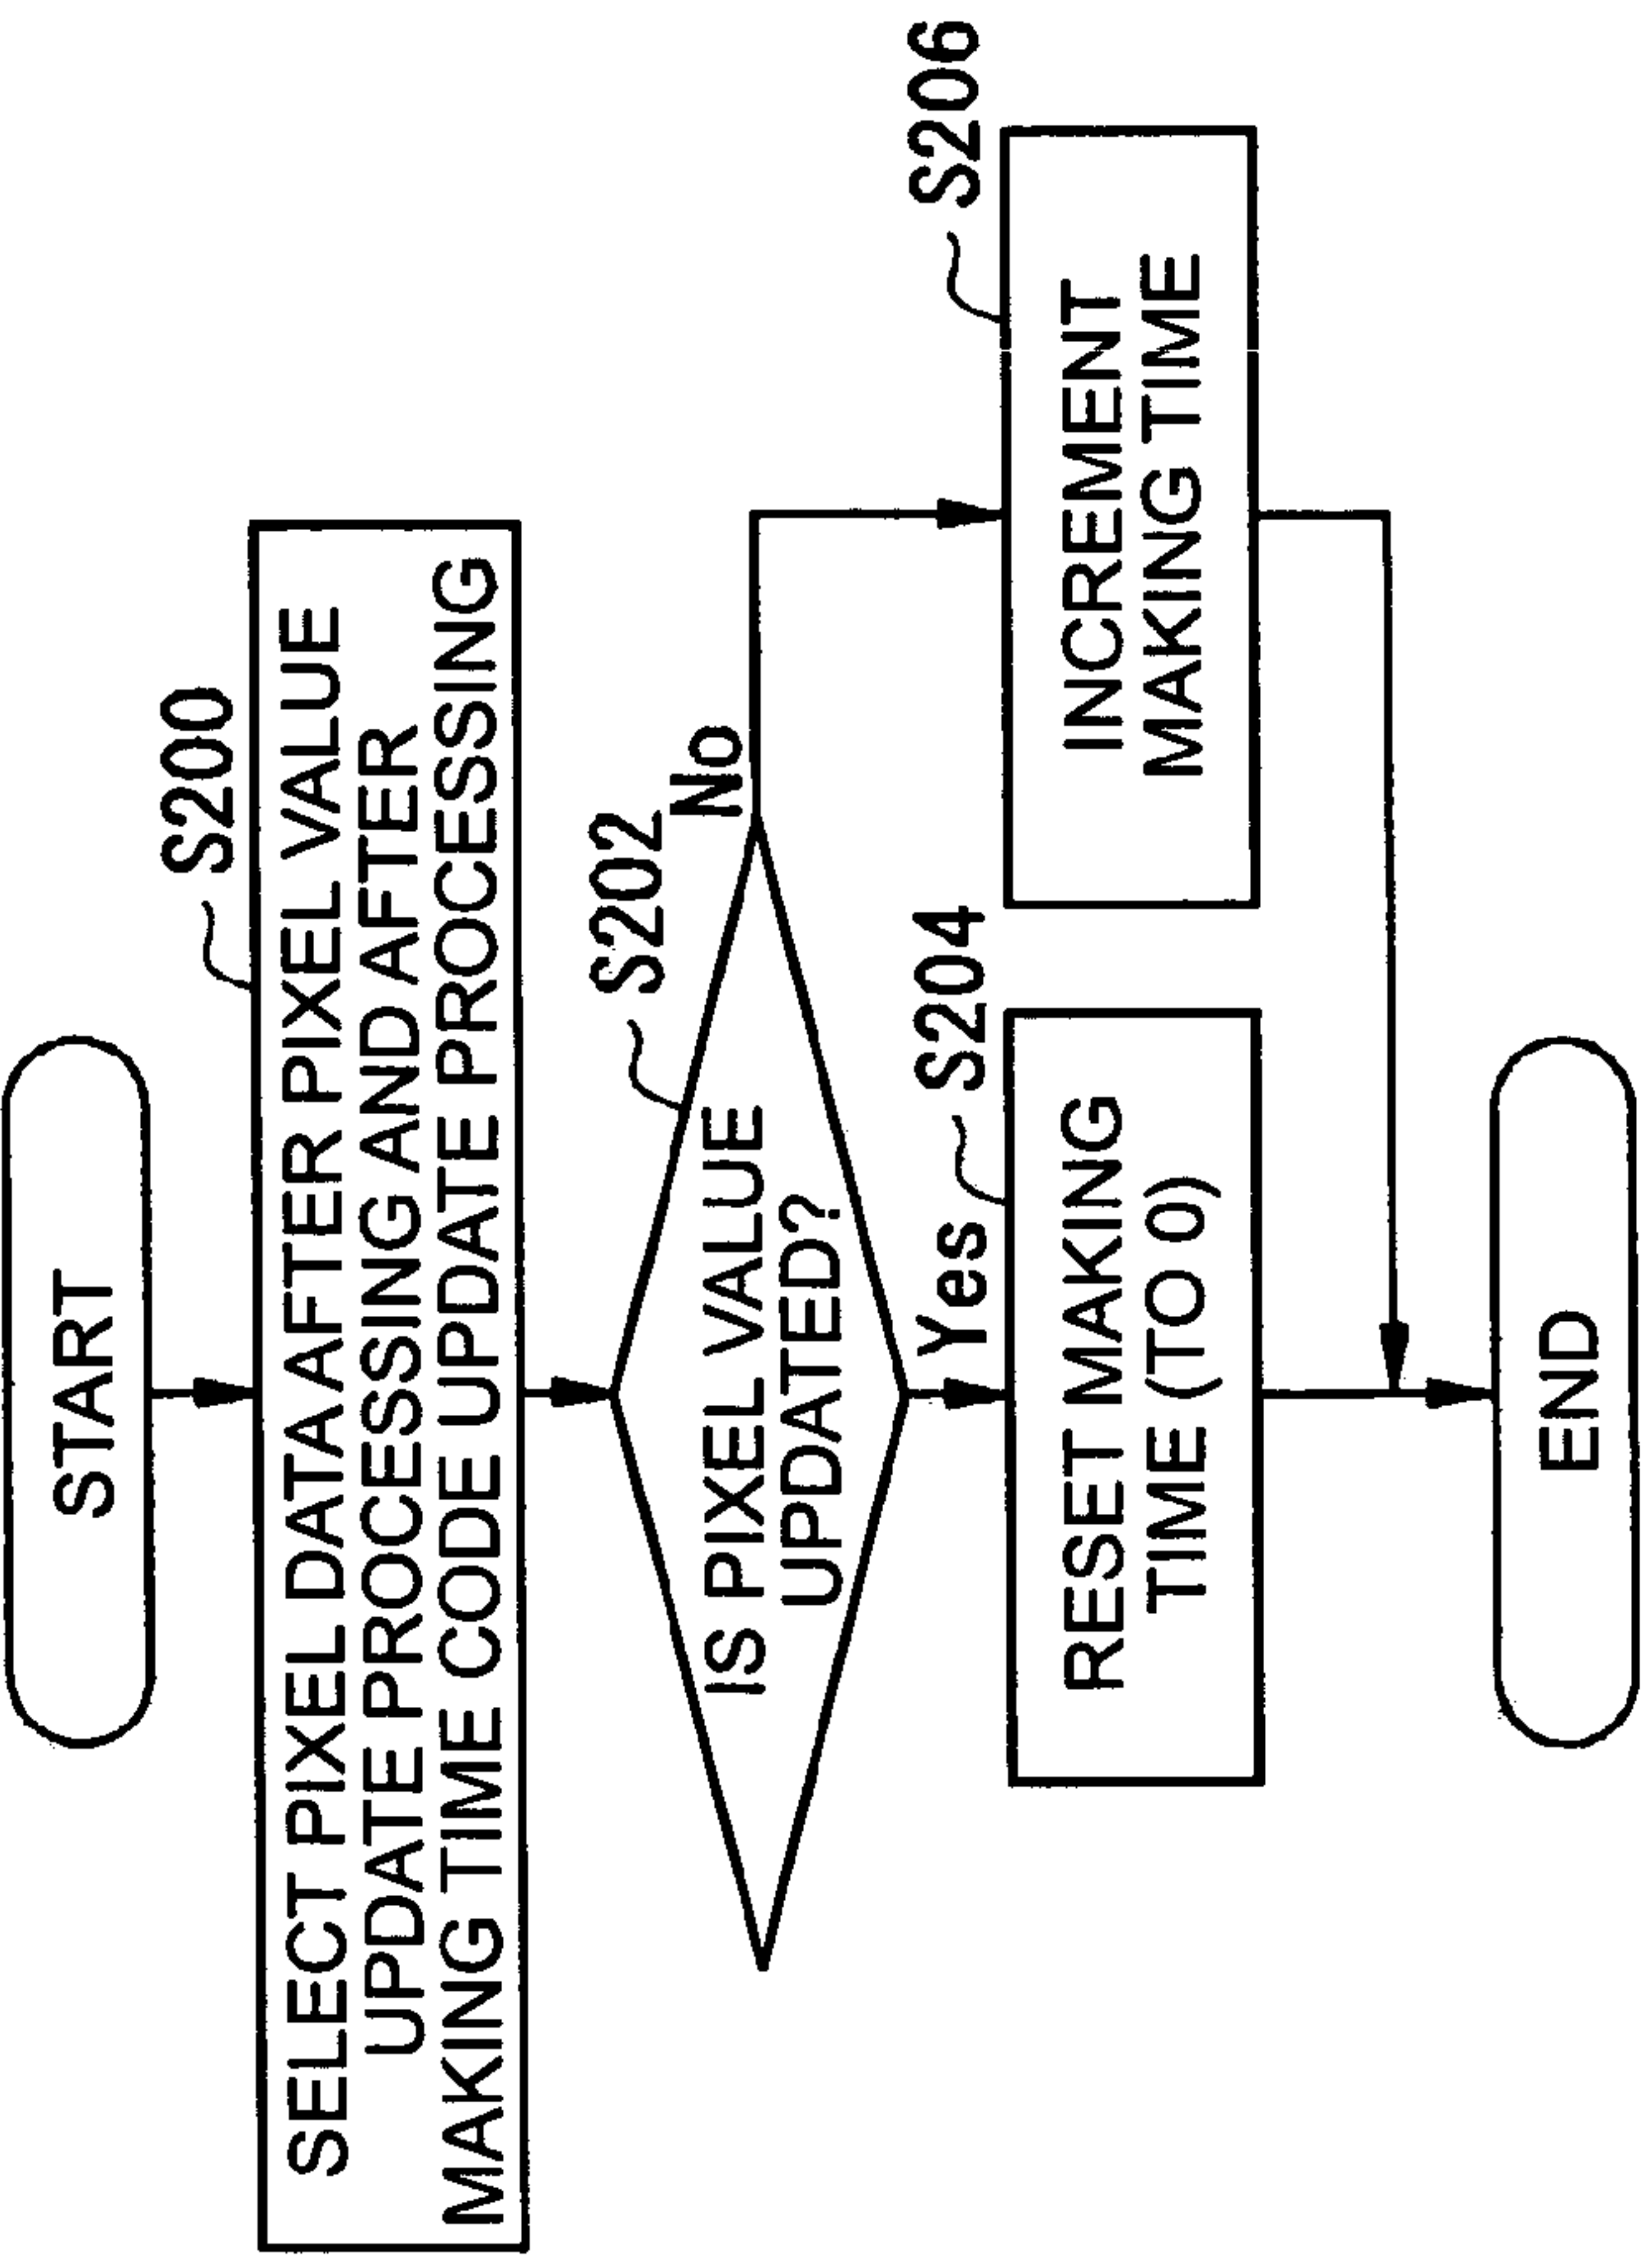 START
S200
SELECT PIXEL DATA AFTER PIXEL VALUE
UPDATE PROCESSING AND AFTER
MAKING TIME CODE UPDATE PROCESSING
S202
IS PIXEL VALUE
UPDATED?
No
Yes
S204
RESET MAKING
TIME (TO 0)
S206
INCREMENT
MAKING TIME
END